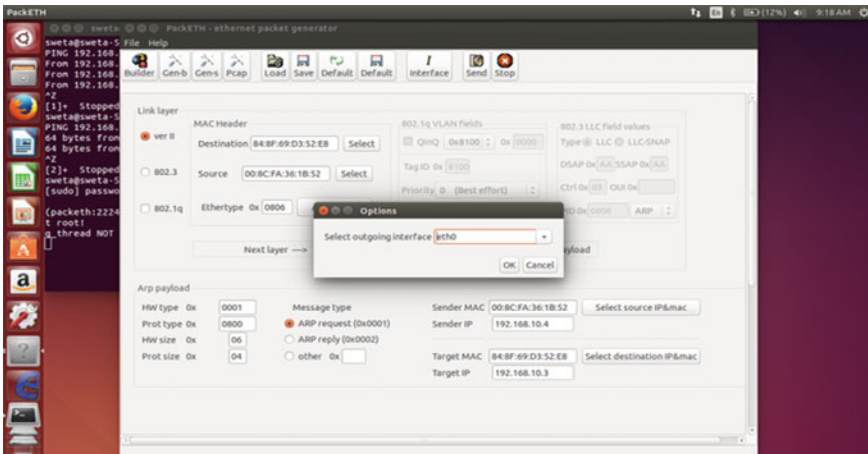 PackETH
En (12%) 9:18 AM
sweta PackETH - ethernet packet generator
sweta@sweta-S
PING 192.168.
From 192.168.
From 192.168.
From 192.168.
^Z
[1]+ Stopped
sweta@sweta-S
PING 192.168.
64 bytes from
64 bytes from
^Z
[2]+ Stopped
sweta@sweta-S
[sudo] passwo
(packeth:2224
t root!
g_thread NOT
File Help
Builder Gen-b Gen-s Pcap Load Save Default Default Interface Send Stop
Link layer
ver II
802.3
802.1q
MAC Header
Destination 84:8F:69:D3:52:E8 Select
Source 00:8C:FA:36:1B:52 Select
Ethertype 0x 0806
Next layer --->
802.1q VLAN fields
QinQ 0x8100 0x 0000
Tag ID 0x 8100
Priority 0 (Best effort)
802.3 LLC field values
Type LLC LLC-SNAP
DSAP 0x AA SSAP 0x AA
Ctrl 0x 03 OUI 0x
PID 0x 0806 ARP
ayload
Options
Select outgoing interface eth0
OK Cancel
Arp payload
HW type 0x 0001
Prot type 0x 0800
HW size 0x 06
Prot size 0x 04
Message type
ARP request (0x0001)
ARP reply (0x0002)
other 0x
Sender MAC 00:8C:FA:36:1B:52 Select source IP&mac
Sender IP 192.168.10.4
Target MAC 84:8F:69:D3:52:E8 Select destination IP&mac
Target IP 192.168.10.3